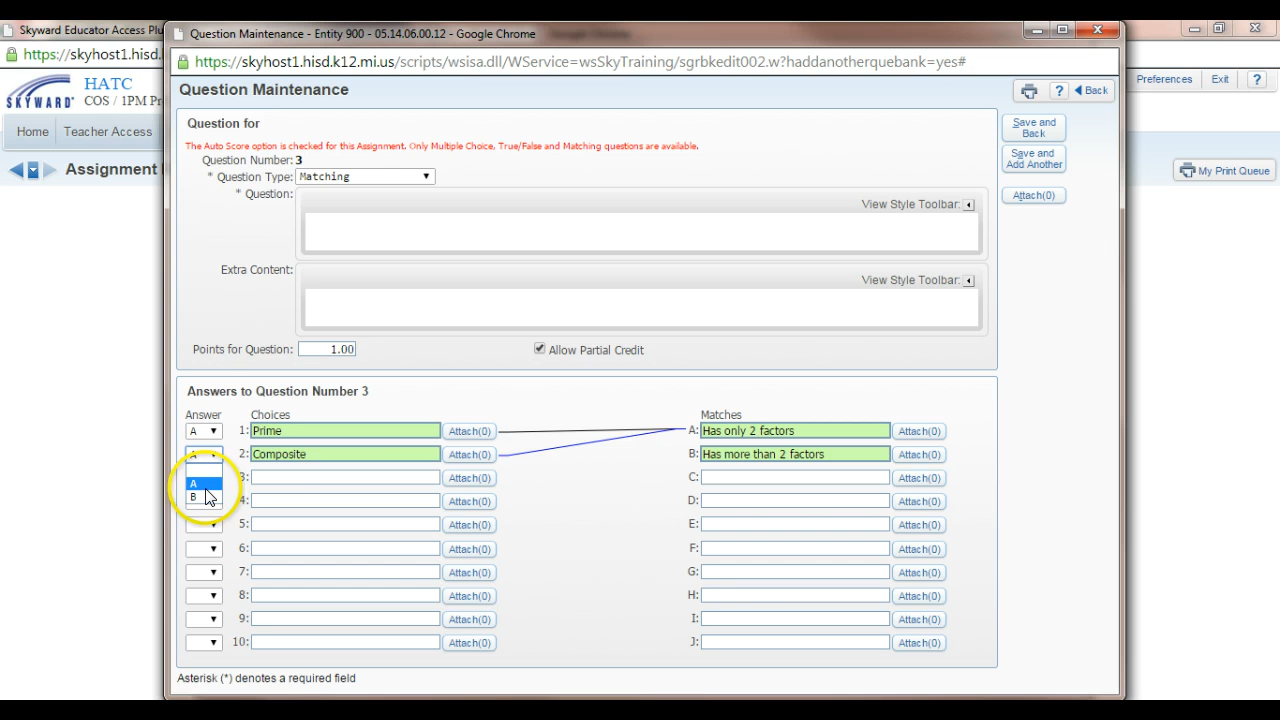 Skyward Educator Access Plu
Question Maintenance - Entity 900 - 05.14.06.00.12 - Google Chrome
https://skyhost1.hisd.
https://skyhost1.hisd.k12.mi.us/scripts/wsisa.dll/WService=wsSkyTraining/sgrbkedit002.w?haddanotherquebank=yes#
SKYWARD®
HATC
COS / 1PM Pr
Preferences Exit ?
Home Teacher Access
Assignment
My Print Queue
Question Maintenance
? Back
Question for
The Auto Score option is checked for this Assignment. Only Multiple Choice, True/False and Matching questions are available.
Question Number: 3
* Question Type: Matching
* Question:
View Style Toolbar:
Extra Content:
View Style Toolbar:
Points for Question: 1.00
Allow Partial Credit
Save and Back
Save and Add Another
Attach(0)
Answers to Question Number 3
Answer Choices Matches
A 1: Prime Attach(0) A: Has only 2 factors Attach(0)
A 2: Composite Attach(0) B: Has more than 2 factors Attach(0)
A
B
3: Attach(0) C: Attach(0)
4: Attach(0) D: Attach(0)
5: Attach(0) E: Attach(0)
6: Attach(0) F: Attach(0)
7: Attach(0) G: Attach(0)
8: Attach(0) H: Attach(0)
9: Attach(0) I: Attach(0)
10: Attach(0) J: Attach(0)
Asterisk (*) denotes a required field